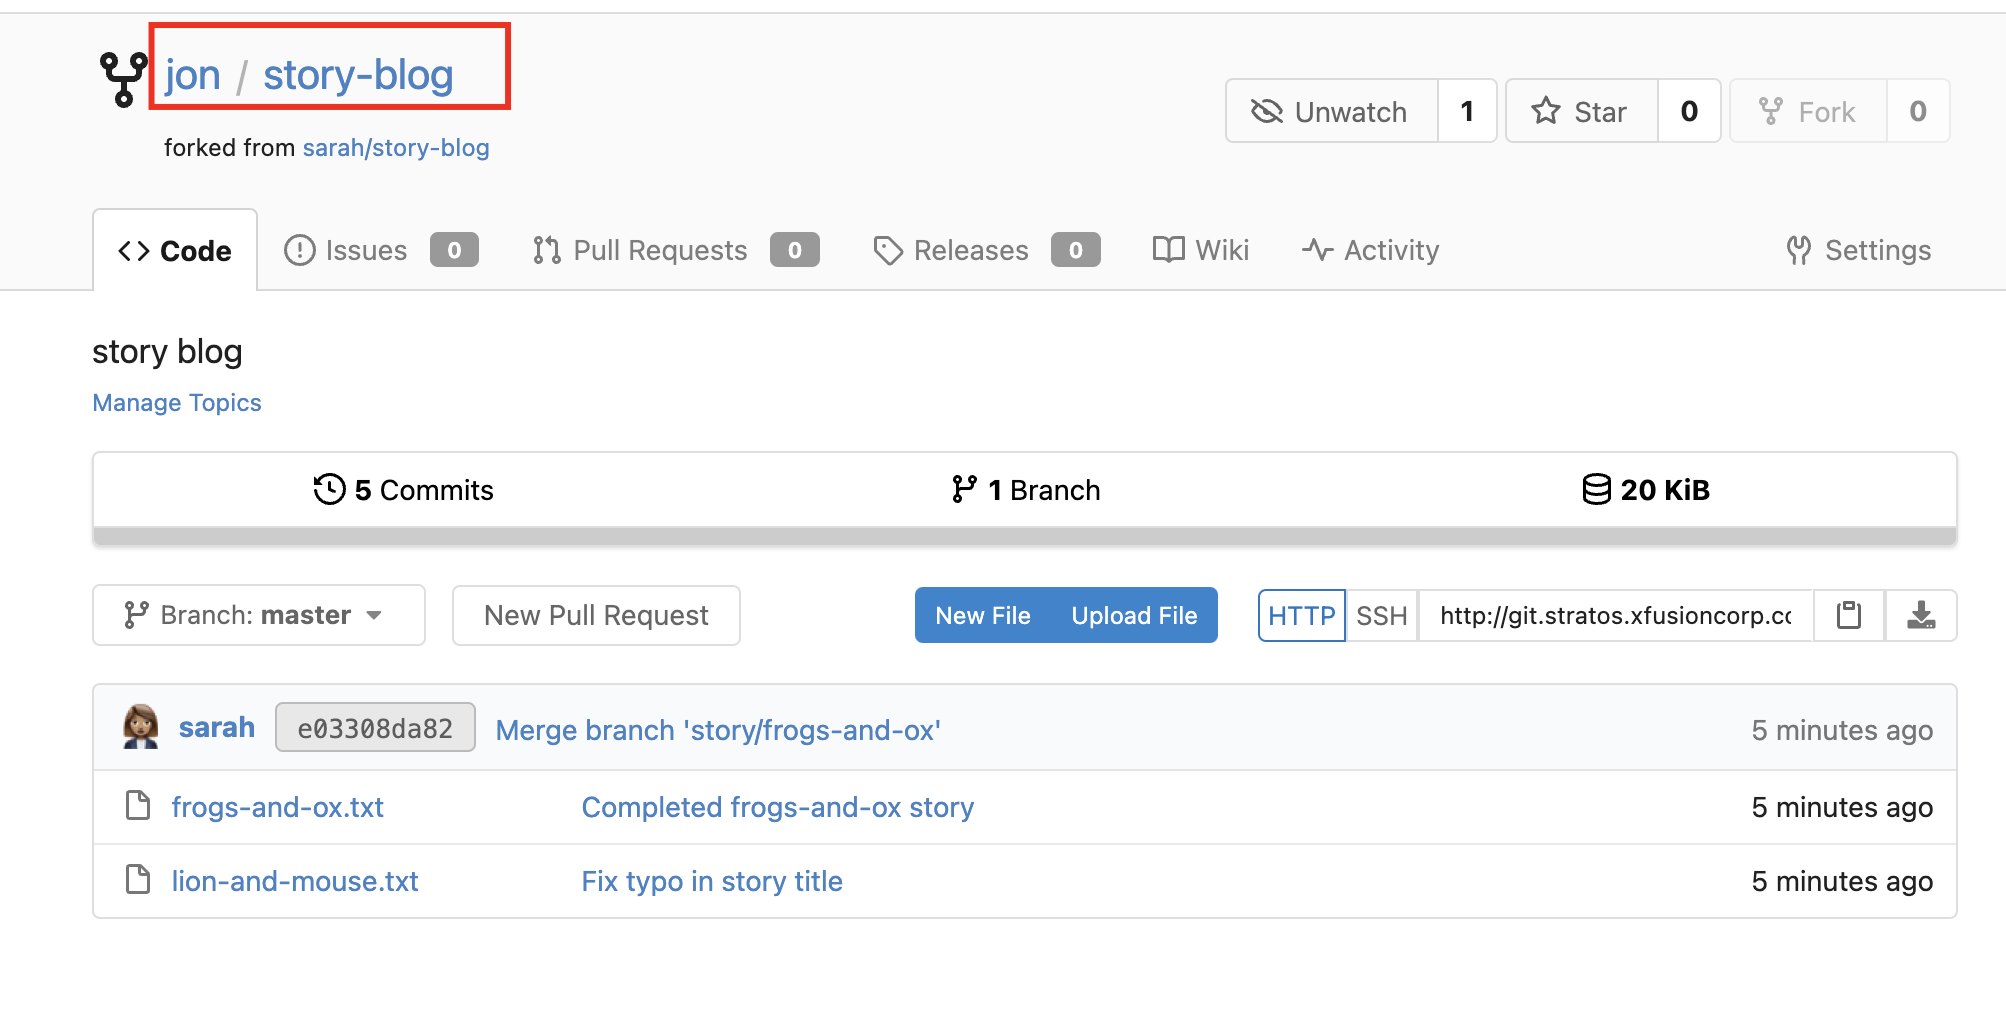 jon / story-blog
forked from sarah/story-blog
Unwatch 1 Star 0 Fork 0
Code Issues 0 Pull Requests 0 Releases 0 Wiki Activity Settings
story blog
Manage Topics
5 Commits 1 Branch 20 KiB
Branch: master New Pull Request New File Upload File HTTP SSH http://git.stratos.xfusioncorp.cc
sarah e03308da82 Merge branch 'story/frogs-and-ox' 5 minutes ago
frogs-and-ox.txt Completed frogs-and-ox story 5 minutes ago
lion-and-mouse.txt Fix typo in story title 5 minutes ago